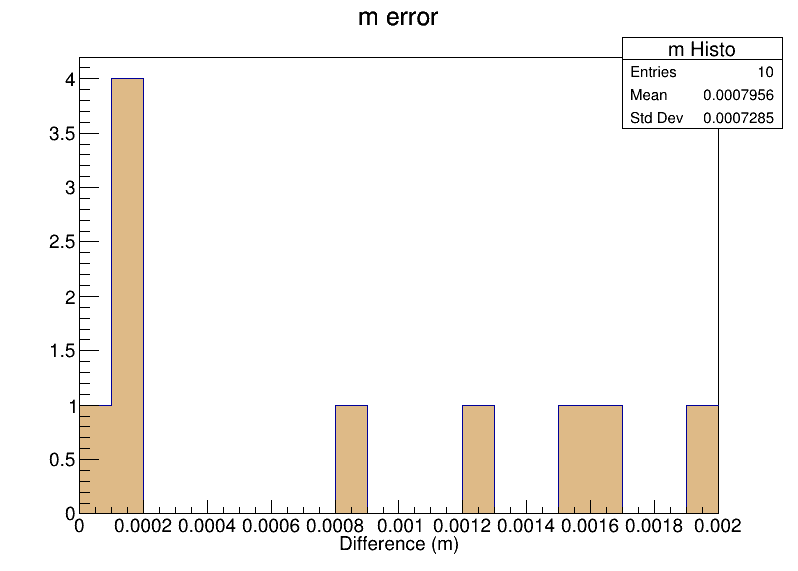 m error
m Histo
Entries 10
Mean 0.0007956
Std Dev 0.0007285
4
3.5
3
2.5
2
1.5
1
0.5
0
0 0.0002 0.0004 0.0006 0.0008 0.001 0.0012 0.0014 0.0016 0.0018 0.002
Difference (m)